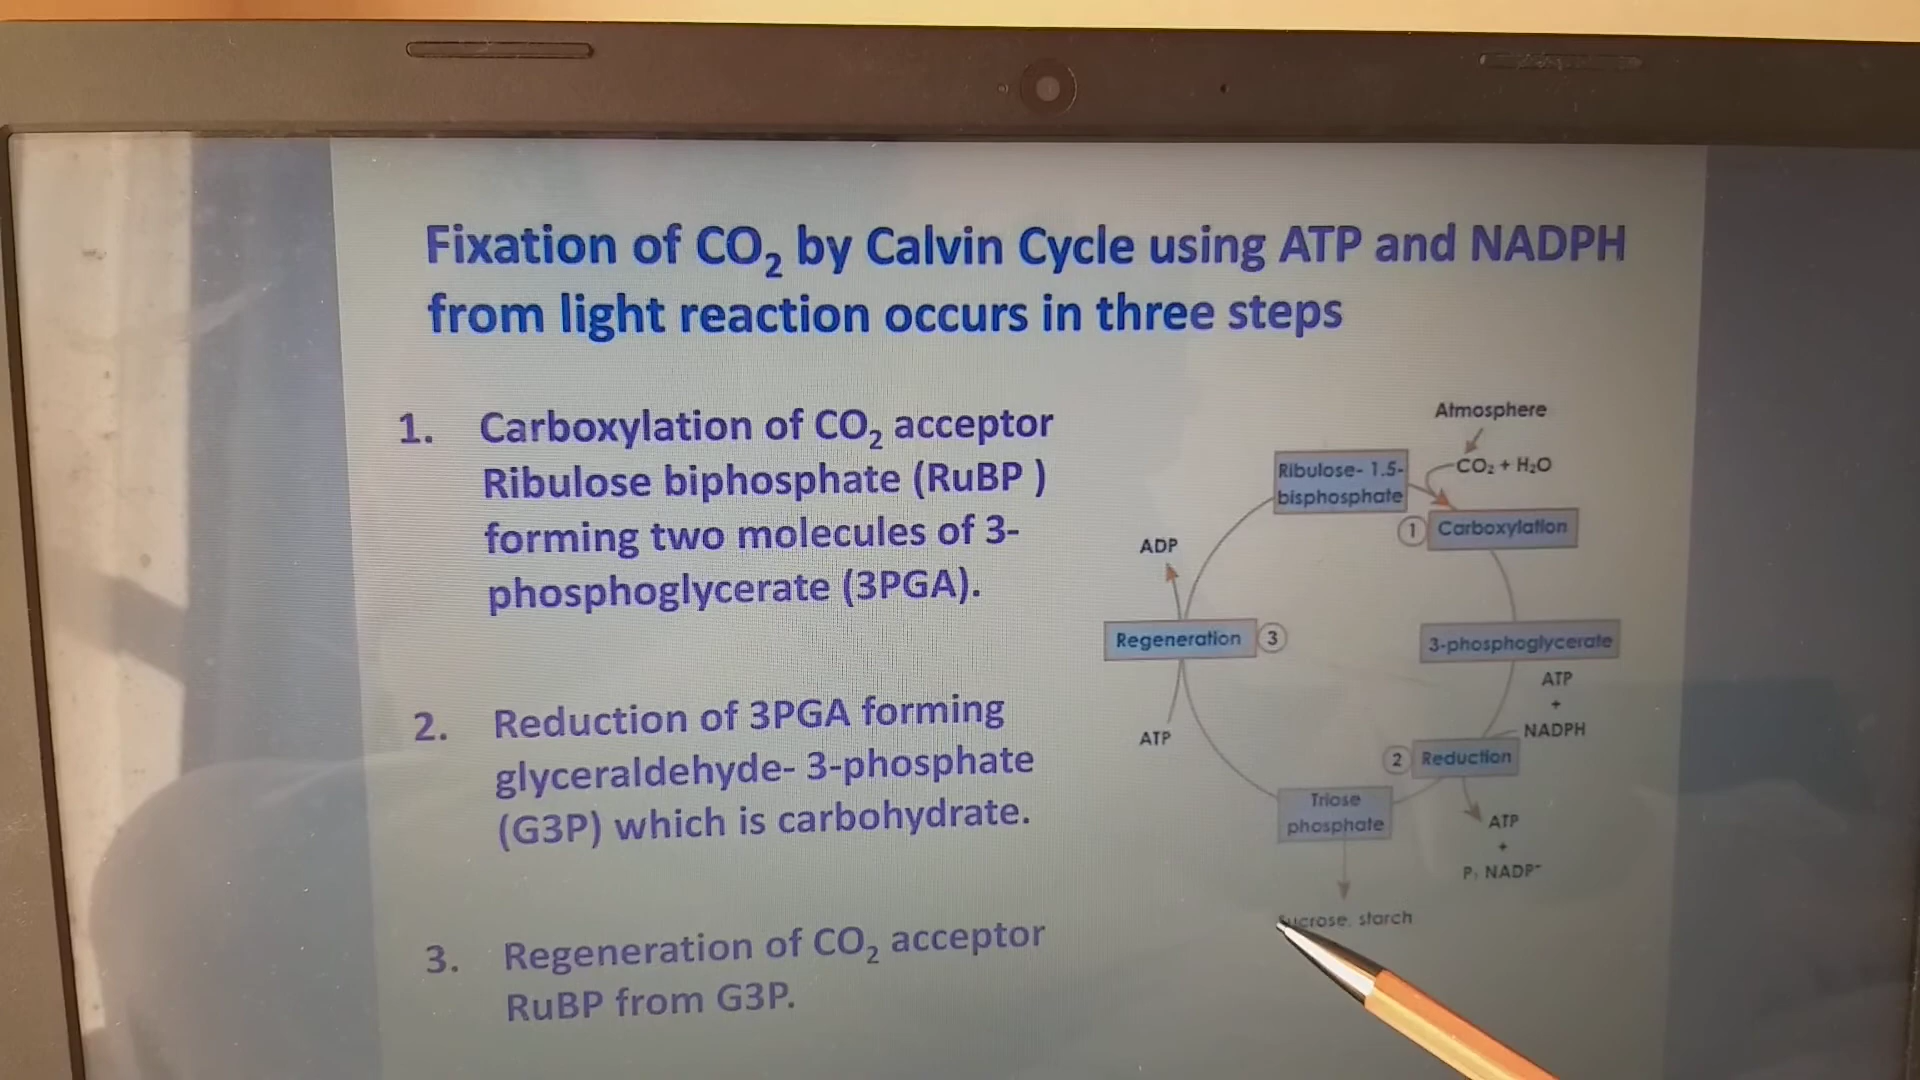 Fixation of CO₂ by Calvin Cycle using ATP and NADPH
from light reaction occurs in three steps
1. Carboxylation of CO₂ acceptor
Ribulose biphosphate (RuBP )
forming two molecules of 3-
phosphoglycerate (3PGA).
2. Reduction of 3PGA forming
glyceraldehyde- 3-phosphate
(G3P) which is carbohydrate.
3. Regeneration of CO₂ acceptor
RuBP from G3P.
Atmosphere
CO₂ + H₂O
Ribulose- 1.5-
bisphosphate
1 Carboxylation
ADP
Regeneration 3
3-phosphoglycerate
ATP
+
NADPH
ATP
2 Reduction
Triose
phosphate
ATP
+
P, NADP⁻
Sucrose, starch